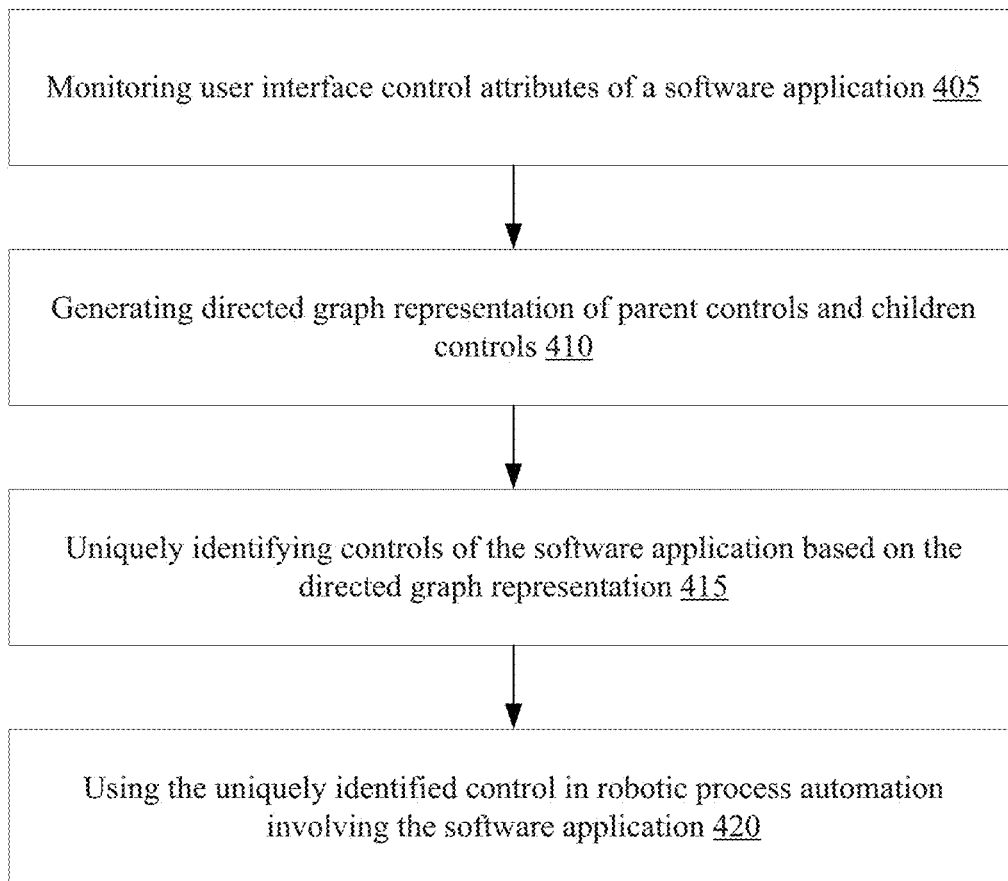 Monitoring user interface control attributes of a software application 405
Generating directed graph representation of parent controls and children
controls 410
Uniquely identifying controls of the software application based on the
directed graph representation 415
Using the uniquely identified control in robotic process automation
involving the software application 420